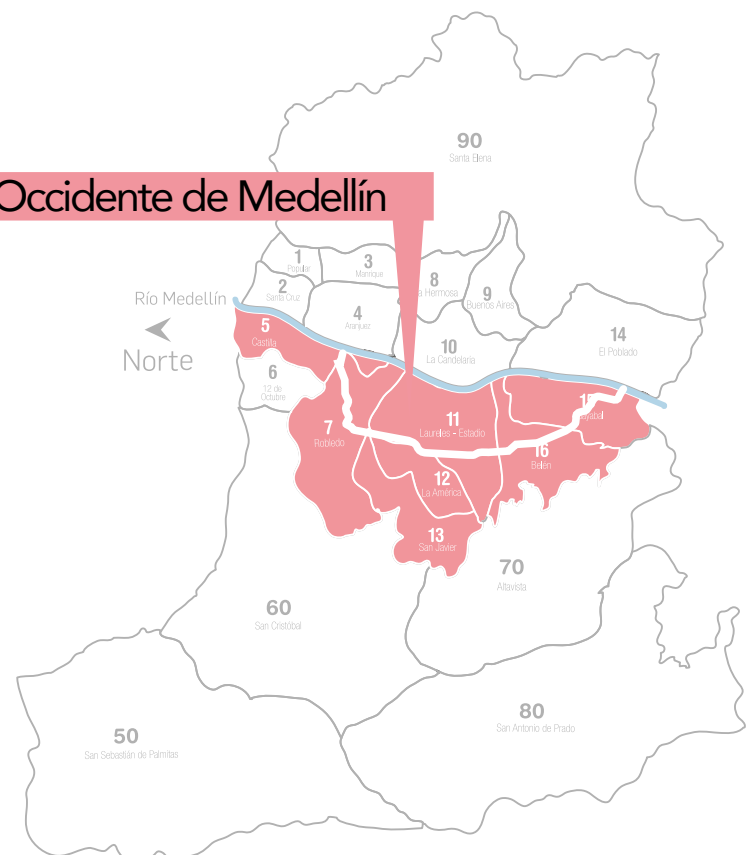 90
Santa Elena
Occidente de Medellín
1
Popular
3
Manrique
8
a Hermosa
2
Santa Cruz
9
Buenos Aires
Río Medellín
4
Aranjuez
5
Castilla
14
El Poblado
10
La Candelaria
Norte
6
12 de
Octubre
15
11
Laureles - Estadio
7
Robledo
16
Belén
12
La América
13
San Javier
70
Altavista
60
San Cristóbal
80
San Antonio de Prado
50
San Sebastián de Palmitas